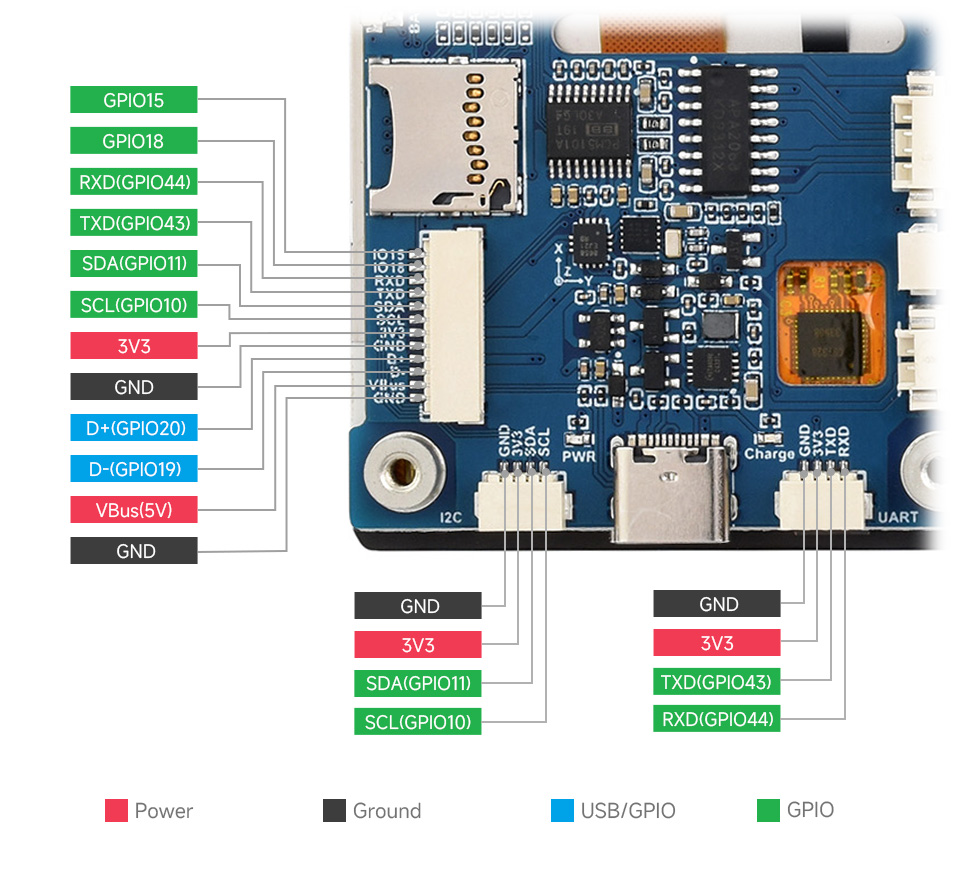 GPIO15
GPIO18
RXD(GPIO44)
TXD(GPIO43)
SDA(GPIO11)
SCL(GPIO10)
3V3
GND
D+(GPIO20)
D-(GPIO19)
VBus(5V)
GND
IO15
IO18
RXD
TXD
SDA
SCL
3V3
GND
D+
D-
VBus
GND
X
Z
Y
PWR
GND
3V3
SDA
SCL
I2C
Charge
GND
3V3
TXD
RXD
UART
GND
3V3
SDA(GPIO11)
SCL(GPIO10)
GND
3V3
TXD(GPIO43)
RXD(GPIO44)
Power
Ground
USB/GPIO
GPIO